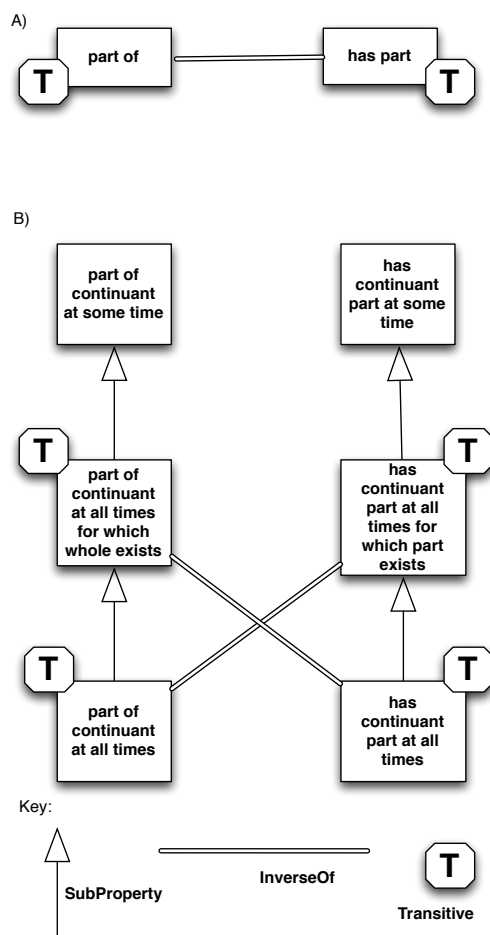 A)
part of
has part
T
T
B)
part of
continuant
at some time
has
continuant
part at some
time
T
part of
continuant
at all times
for which
whole exists
has
continuant
part at all
times for
which part
exists
T
T
part of
continuant
at all times
has
continuant
part at all
times
T
Key:
SubProperty
InverseOf
T
Transitive